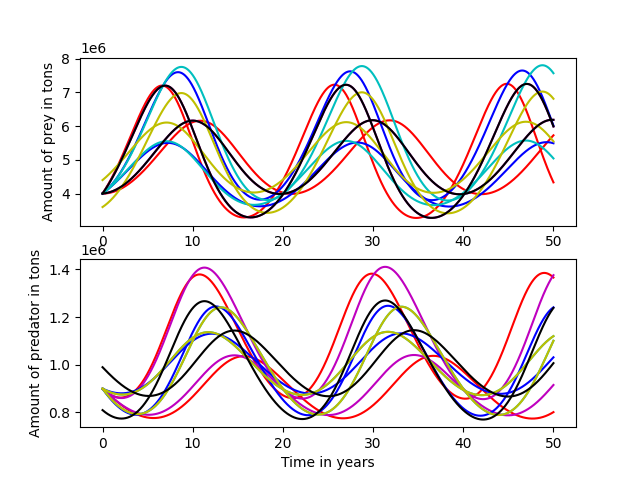 1e6
8
7
6
5
4
Amount of prey in tons
0 10 20 30 40 50
1e6
1.4
1.2
1.0
0.8
Amount of predator in tons
0 10 20 30 40 50
Time in years